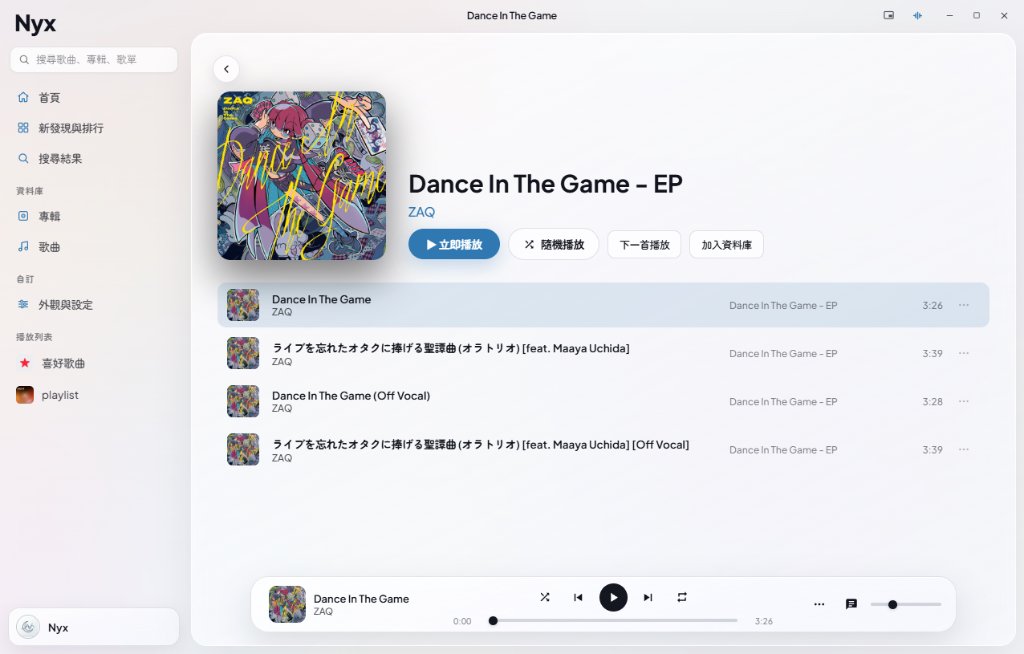 Nyx
Dance In The Game
搜尋歌曲、專輯、歌單
首頁
新發現與排行
搜尋結果
資料庫
專輯
歌曲
自訂
外觀與設定
播放列表
喜好歌曲
playlist
Nyx
ZAQ
Dance In The Game
Dance In The Game – EP
ZAQ
立即播放
隨機播放
下一首播放
加入資料庫
Dance In The Game
ZAQ
Dance In The Game – EP
3:26
ライブを忘れたオタクに捧げる聖譚曲 (オラトリオ) [feat. Maaya Uchida]
ZAQ
Dance In The Game – EP
3:39
Dance In The Game (Off Vocal)
ZAQ
Dance In The Game – EP
3:28
ライブを忘れたオタクに捧げる聖譚曲 (オラトリオ) [feat. Maaya Uchida] [Off Vocal]
ZAQ
Dance In The Game – EP
3:39
Dance In The Game
ZAQ
0:00
3:26